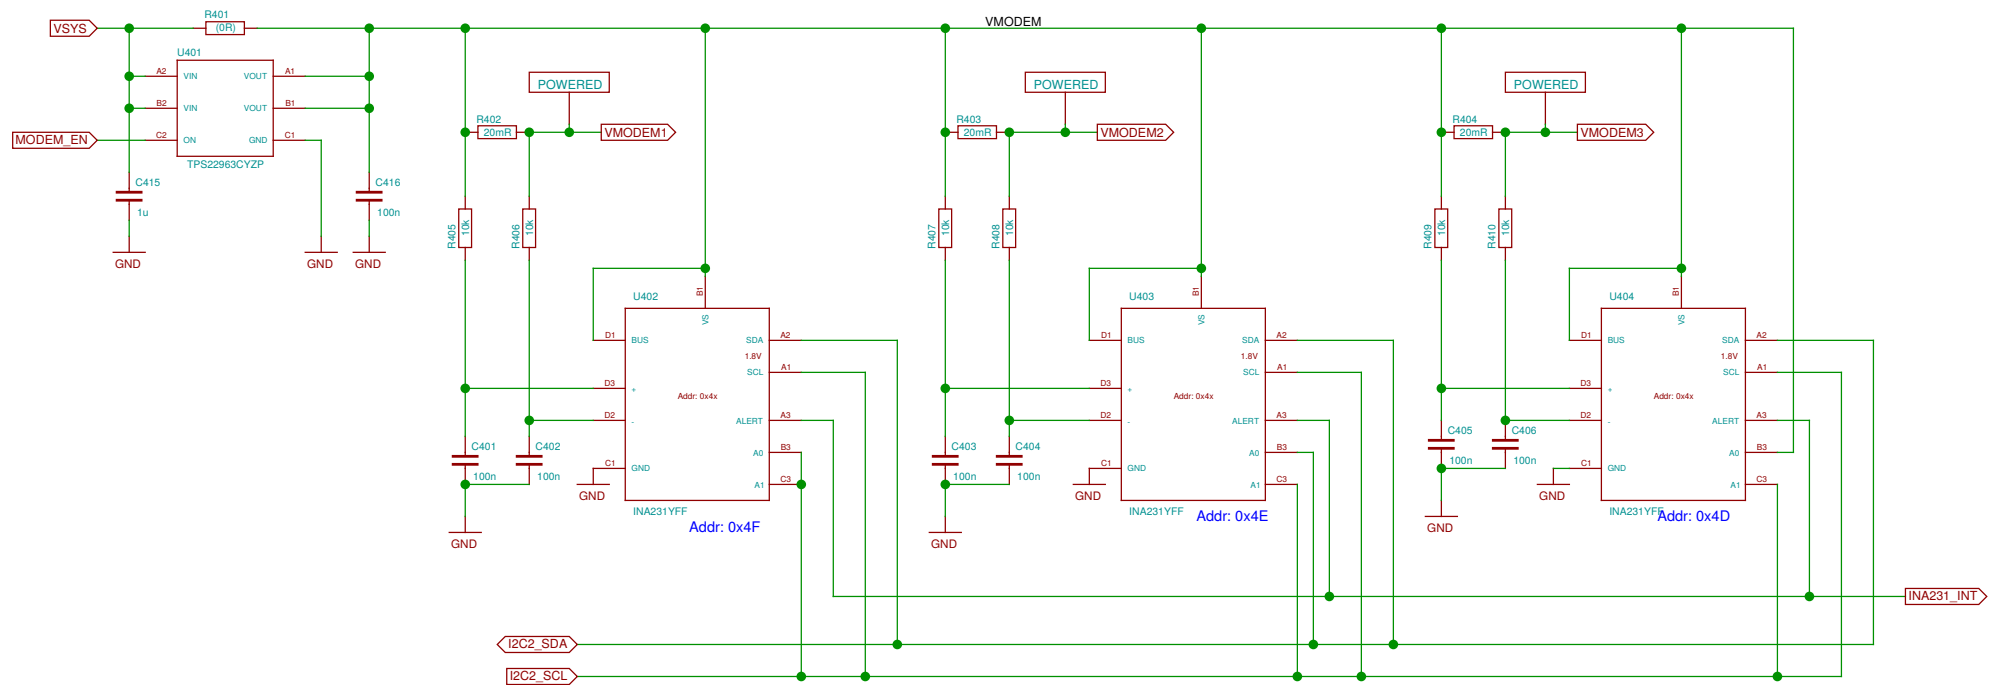 VSYS
R401
(0R)
VMODEM
U401
A2 VIN VOUT A1
B2 VIN VOUT B1
MODEM_EN
C2 ON GND C1
TPS22963CYZP
C415
1u
C416
100n
GND
GND
GND
POWERED
R402
20mR
VMODEM1
R405
10k
R406
10k
U402
B1
VS
D1 BUS SDA A2
1.8V
SCL A1
D3 +
Addr: 0x4x
D2 -
ALERT A3
A0 B3
C1 GND
A1 C3
GND
INA231YFF
Addr: 0x4F
C401
100n
C402
100n
GND
POWERED
R403
20mR
VMODEM2
R407
10k
R408
10k
U403
B1
VS
D1 BUS SDA A2
1.8V
SCL A1
D3 +
Addr: 0x4x
D2 -
ALERT A3
A0 B3
C1 GND
A1 C3
GND
INA231YFF
Addr: 0x4E
C403
100n
C404
100n
GND
POWERED
R404
20mR
VMODEM3
R409
10k
R410
10k
U404
B1
VS
D1 BUS SDA A2
1.8V
SCL A1
D3 +
Addr: 0x4x
D2 -
ALERT A3
A0 B3
C1 GND
A1 C3
GND
INA231YFF
Addr: 0x4D
C405
100n
C406
100n
GND
INA231_INT
I2C2_SDA
I2C2_SCL